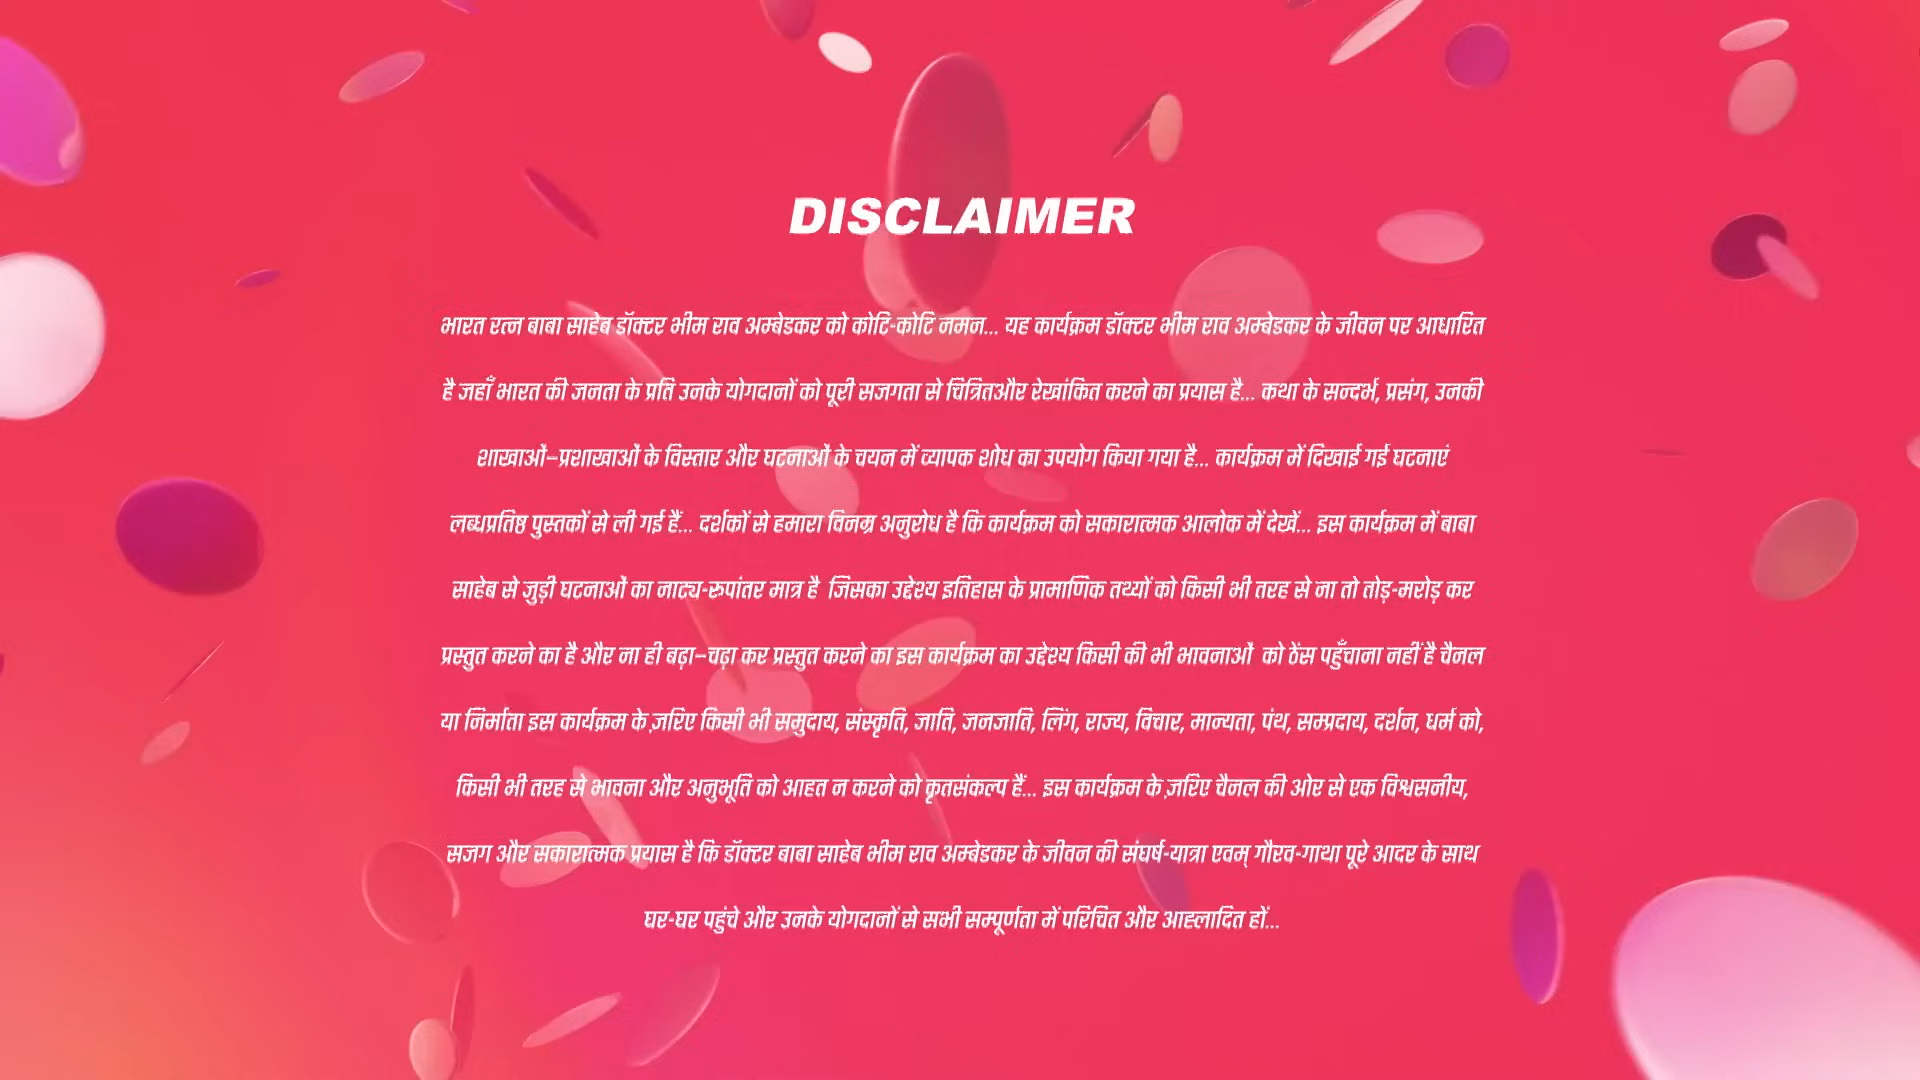 DISCLAIMER
भारत रत्न बाबा साहेब डॉक्टर भीम राव अम्बेडकर को कोटि-कोटि नमन... यह कार्यक्रम डॉक्टर भीम राव अम्बेडकर के जीवन पर आधारित
है जहाँ भारत की जनता के प्रति उनके योगदानों को पूरी सजगता से चित्रितऔर रेखांकित करने का प्रयास है... कथा के सन्दर्भ, प्रसंग, उनकी
शाखाओं–प्रशाखाओं के विस्तार और घटनाओं के चयन में व्यापक शोध का उपयोग किया गया है... कार्यक्रम में दिखाई गई घटनाएं
लब्धप्रतिष्ठ पुस्तकों से ली गई हैं... दर्शकों से हमारा विनम्र अनुरोध है कि कार्यक्रम को सकारात्मक आलोक में देखें... इस कार्यक्रम में बाबा
साहेब से जुड़ी घटनाओं का नाट्य-रुपांतर मात्र है जिसका उद्देश्य इतिहास के प्रामाणिक तथ्यों को किसी भी तरह से ना तो तोड़-मरोड़ कर
प्रस्तुत करने का है और ना ही बढ़ा–चढ़ा कर प्रस्तुत करने का इस कार्यक्रम का उद्देश्य किसी की भी भावनाओं को ठेंस पहुँचाना नहीं है चैनल
या निर्माता इस कार्यक्रम के ज़रिए किसी भी समुदाय, संस्कृति, जाति, जनजाति, लिंग, राज्य, विचार, मान्यता, पंथ, सम्प्रदाय, दर्शन, धर्म को,
किसी भी तरह से भावना और अनुभूति को आहत न करने को कृतसंकल्प हैं... इस कार्यक्रम के ज़रिए चैनल की ओर से एक विश्वसनीय,
सजग और सकारात्मक प्रयास है कि डॉक्टर बाबा साहेब भीम राव अम्बेडकर के जीवन की संघर्ष-यात्रा एवम् गौरव-गाथा पूरे आदर के साथ
घर-घर पहुंचे और उनके योगदानों से सभी सम्पूर्णता में परिचित और आह्लादित हों...